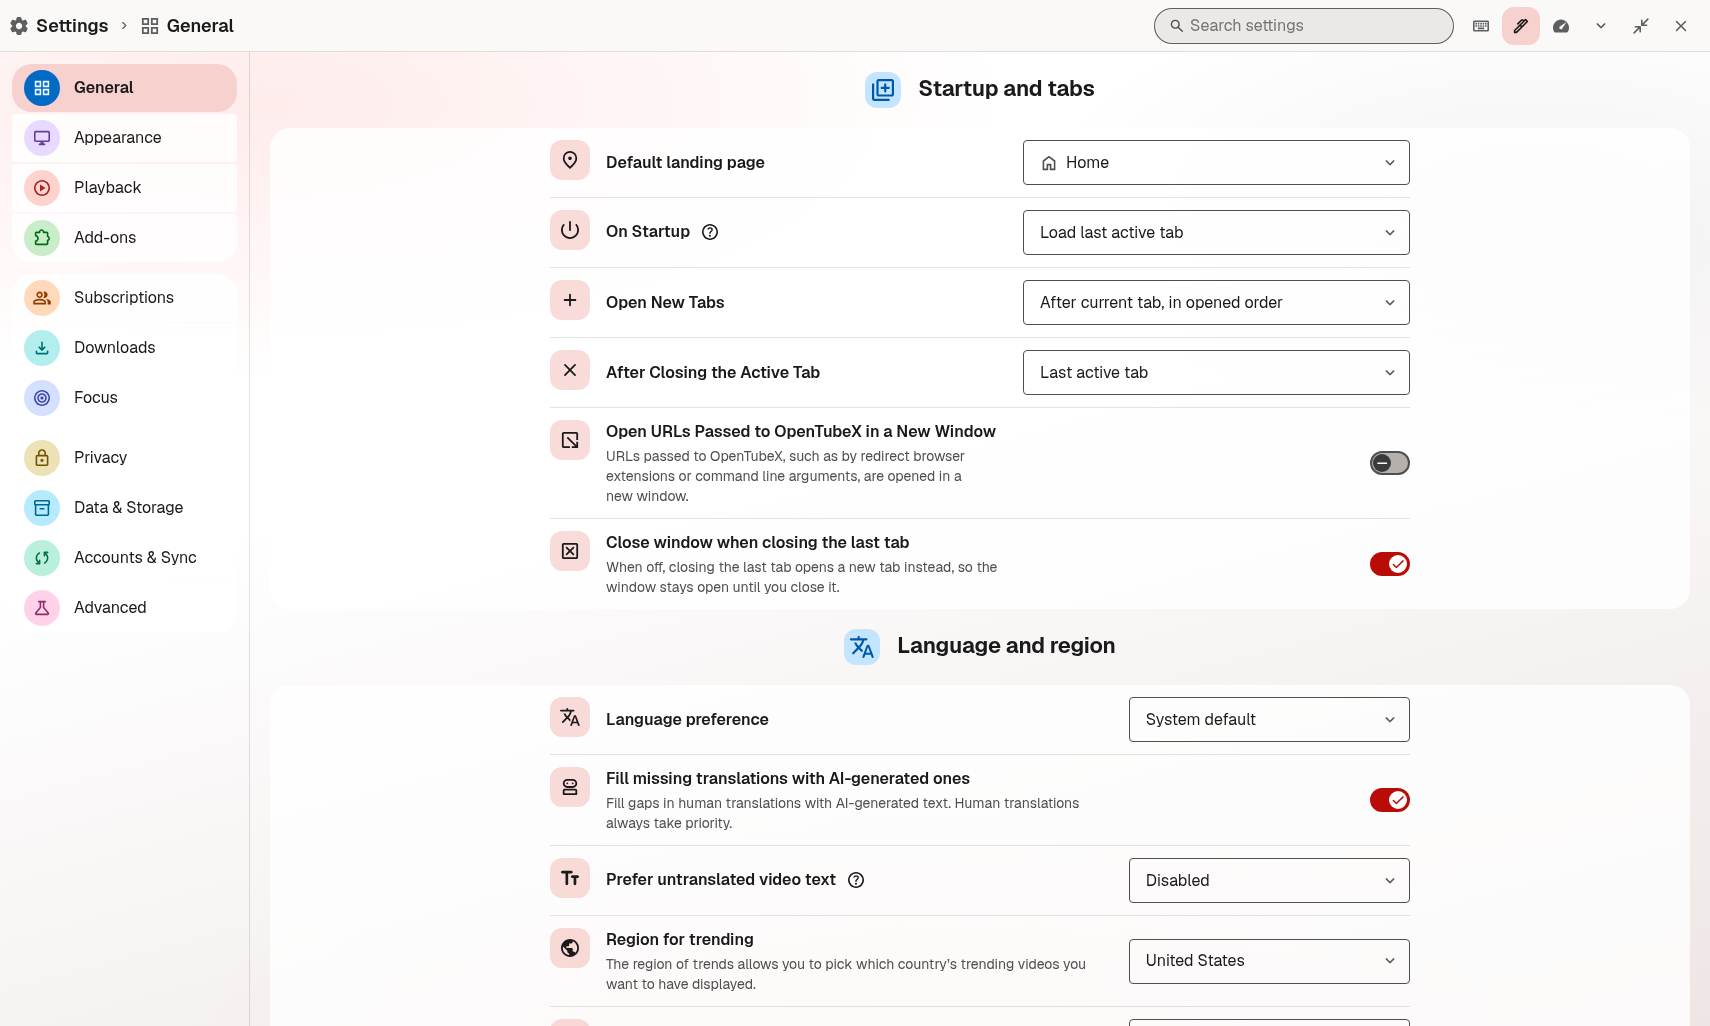 Settings
General
Search settings
General
Appearance
Playback
Add-ons
Subscriptions
Downloads
Focus
Privacy
Data & Storage
Accounts & Sync
Advanced
Startup and tabs
Default landing page
Home
On Startup
Load last active tab
Open New Tabs
After current tab, in opened order
After Closing the Active Tab
Last active tab
Open URLs Passed to OpenTubeX in a New Window
URLs passed to OpenTubeX, such as by redirect browser
extensions or command line arguments, are opened in a
new window.
Close window when closing the last tab
When off, closing the last tab opens a new tab instead, so the
window stays open until you close it.
Language and region
Language preference
System default
Fill missing translations with AI-generated ones
Fill gaps in human translations with AI-generated text. Human translations
always take priority.
Prefer untranslated video text
Disabled
Region for trending
The region of trends allows you to pick which country's trending videos you
want to have displayed.
United States